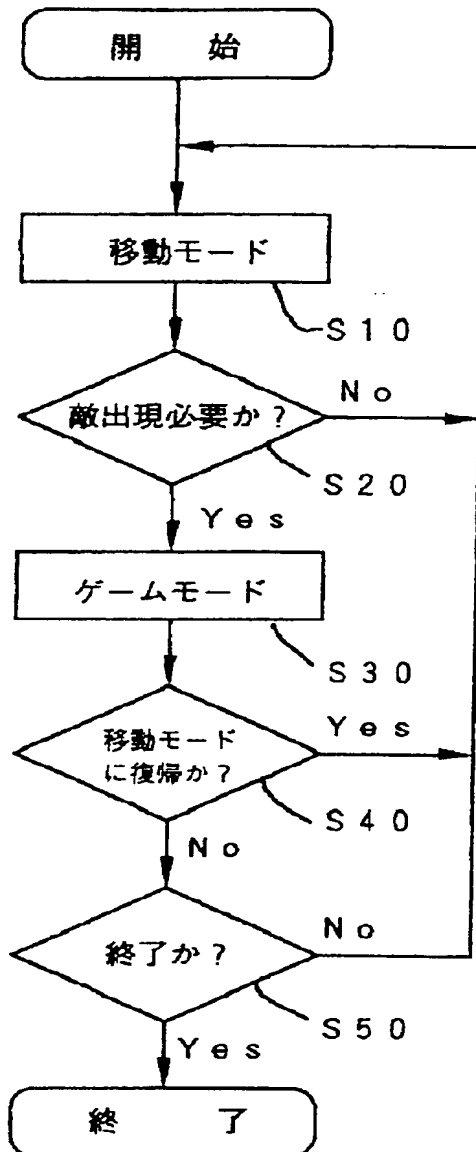 開 始
移動モード
S10
敵出現必要か？
No
S20
Yes
ゲームモード
S30
移動モード
に復帰か？
Yes
S40
No
終了か？
No
S50
Yes
終 了